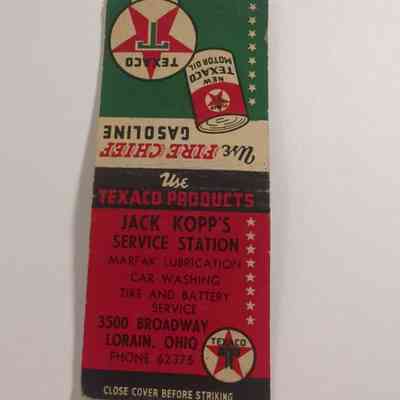 TEXACO
T
NEW
TEXACO
MOTOR OIL
Use FIRE CHIEF
GASOLINE
Use
TEXACO PRODUCTS
JACK KOPP'S
SERVICE STATION
MARFAK LUBRICATION
CAR WASHING
TIRE AND BATTERY
SERVICE
3500 BROADWAY
LORAIN, OHIO
PHONE 62375
TEXACO
T
CLOSE COVER BEFORE STRIKING